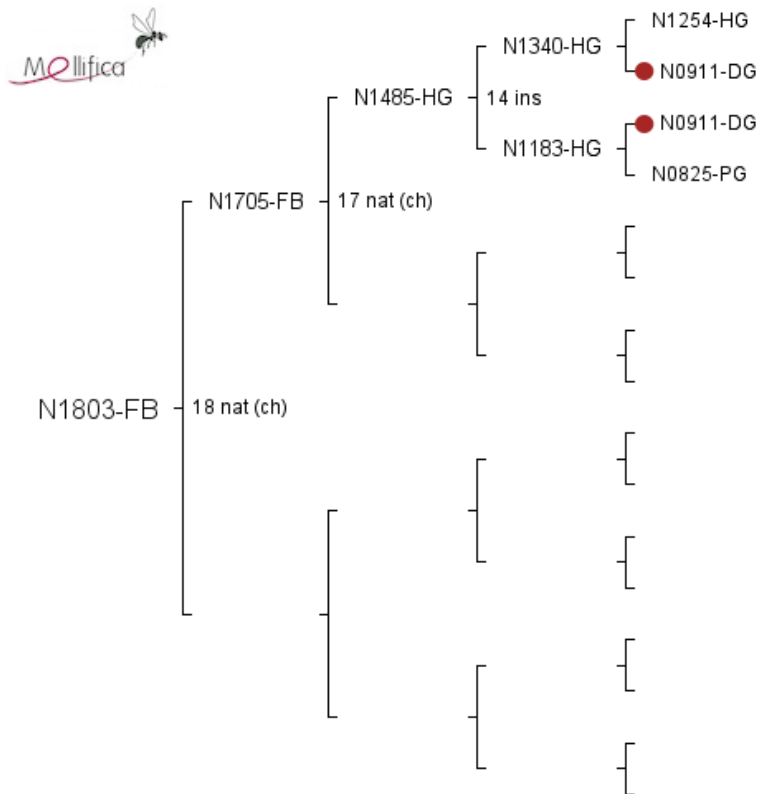 Mellifica
N1254-HG
N1340-HG
N0911-DG
N1485-HG
14 ins
N0911-DG
N1183-HG
N0825-PG
N1705-FB
17 nat (ch)
N1803-FB
18 nat (ch)